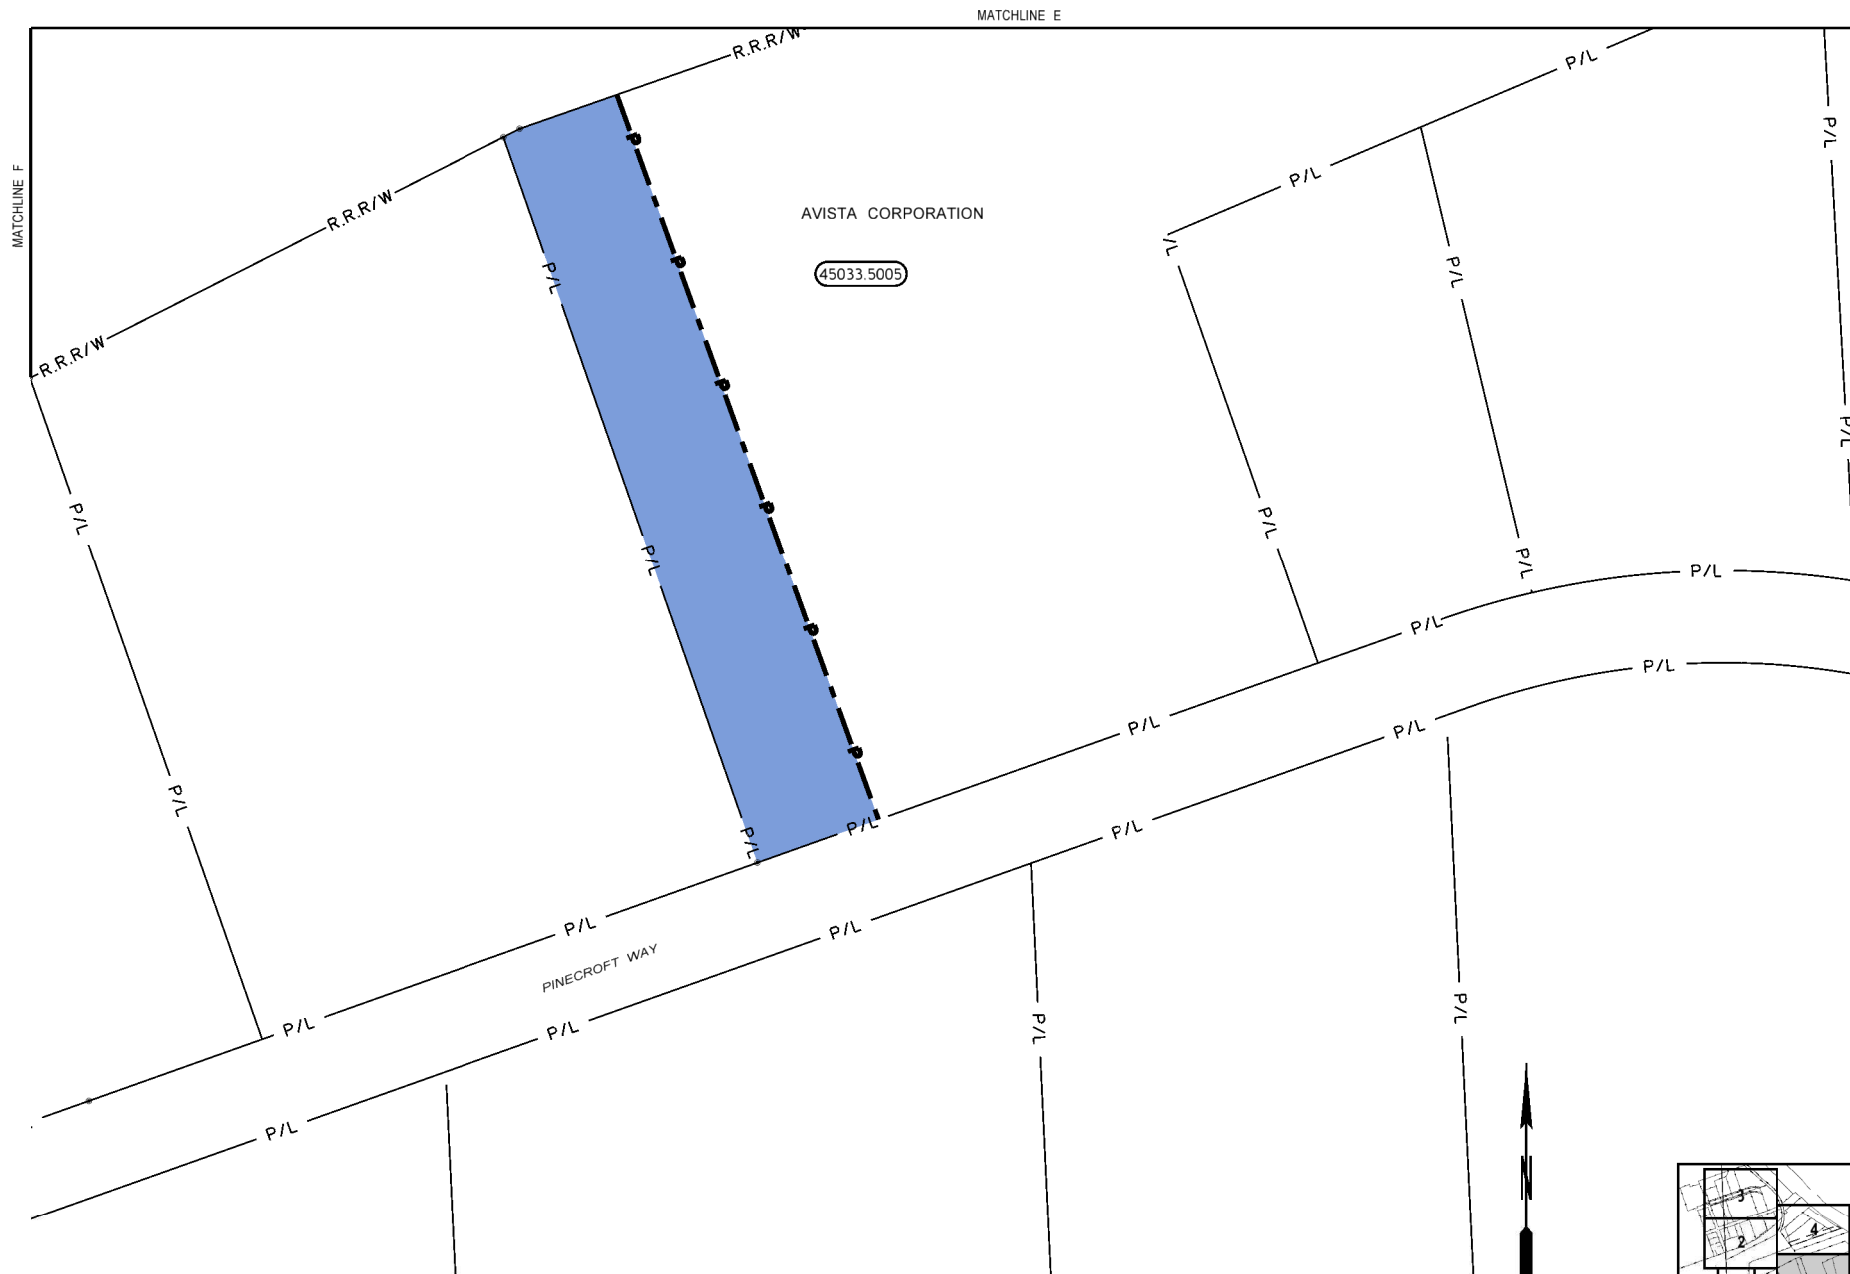 MATCHLINE E
R.R.R/W
P/L
P/L
P
MATCHLINE F
R.R.R/W
P/L
AVISTA CORPORATION
/L
P
P/L
45033.5005
P/L
R.R.R/W
P
P/L
P
P/L
P/L
P/L
P/L
P/L
P/L
P
P/L
P/L
P/L
P/L
P
P/L
P/L
P/L
P/L
P/L
P/L
PINECROFT WAY
P/L
P/L
P/L
P/L
P/L
N
3
4
2